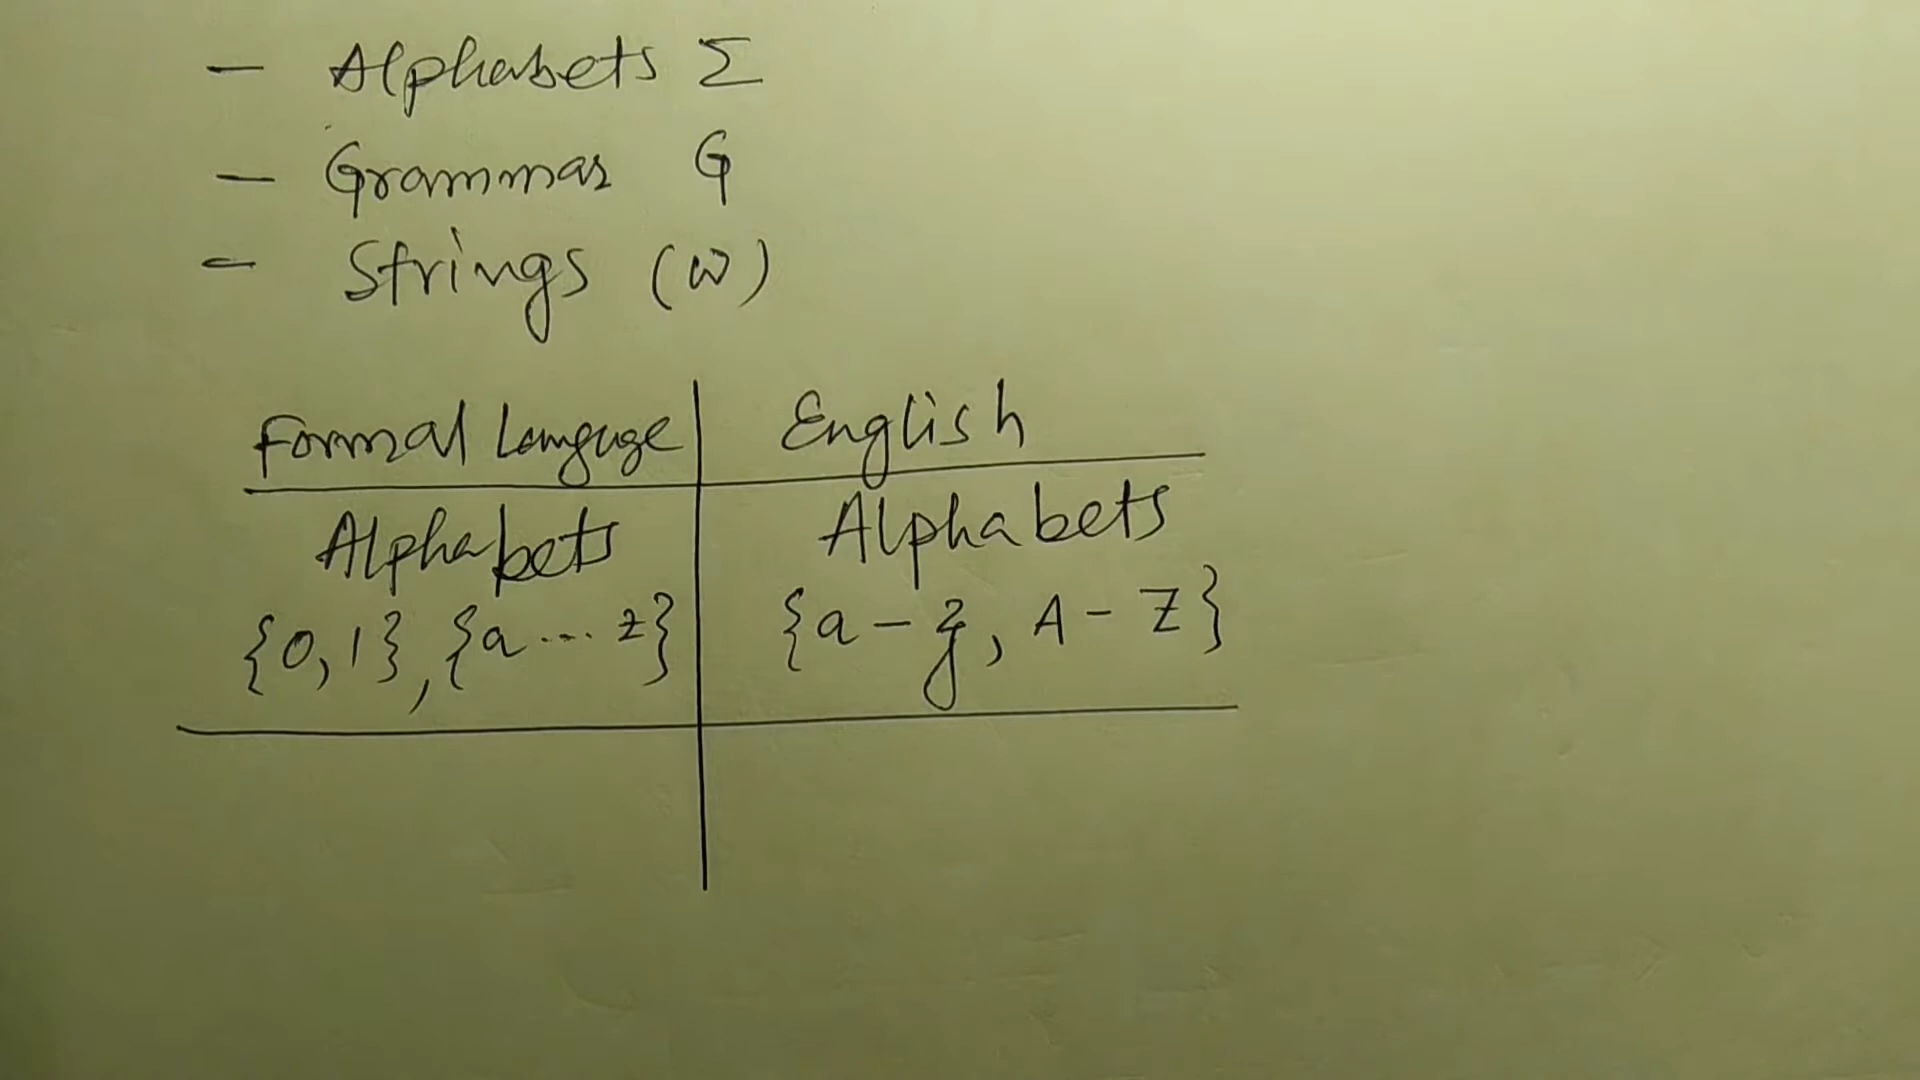 - Alphabets Σ
- Grammar G
- Strings (w)
Formal Language | English
Alphabets | Alphabets
{0,1}, {a...z} | {a-z, A-Z}